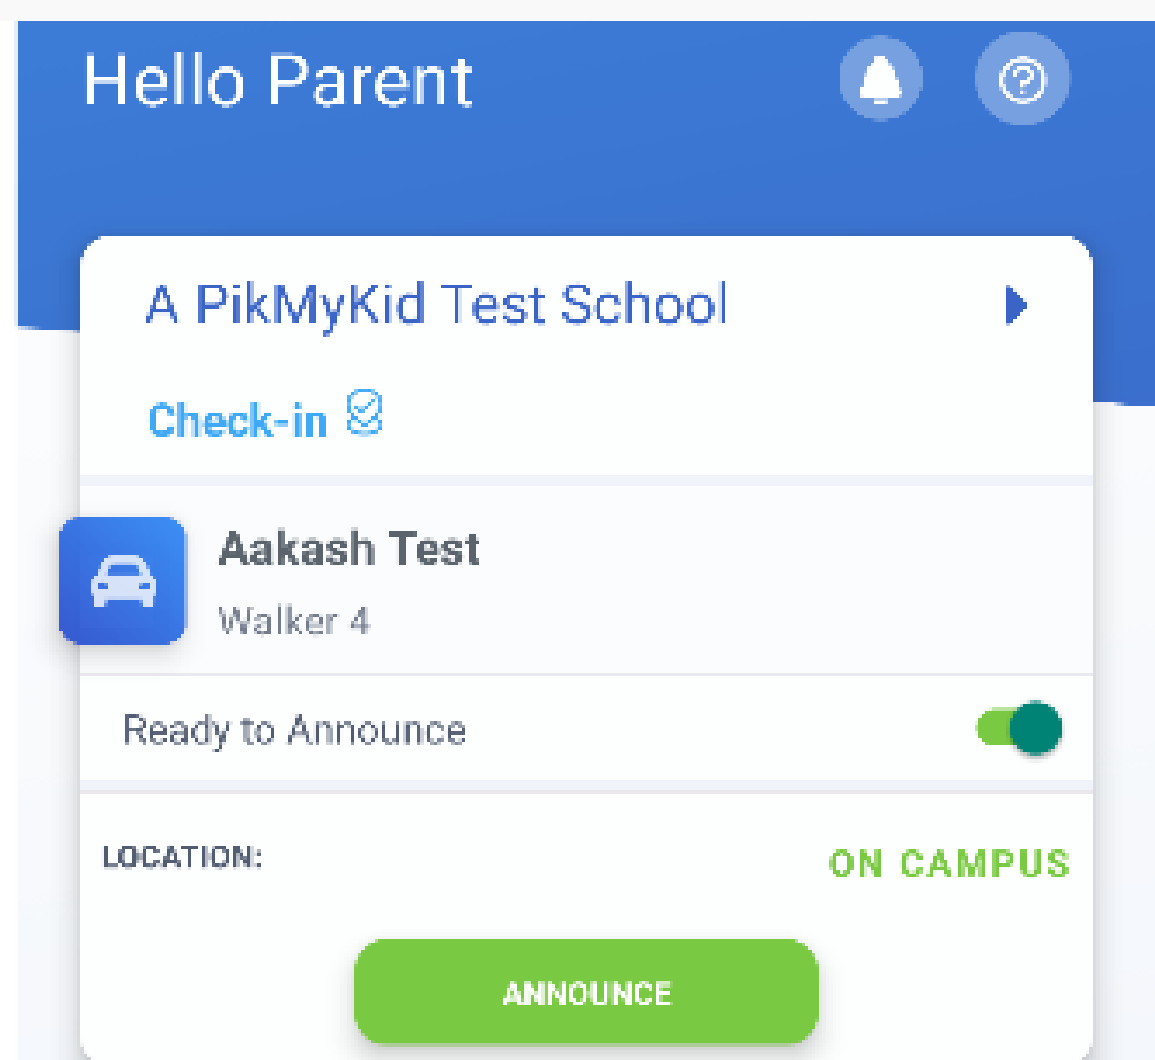 Hello Parent
A PikMyKid Test School
Check-in
Aakash Test
Walker 4
Ready to Announce
LOCATION:
ON CAMPUS
ANNOUNCE